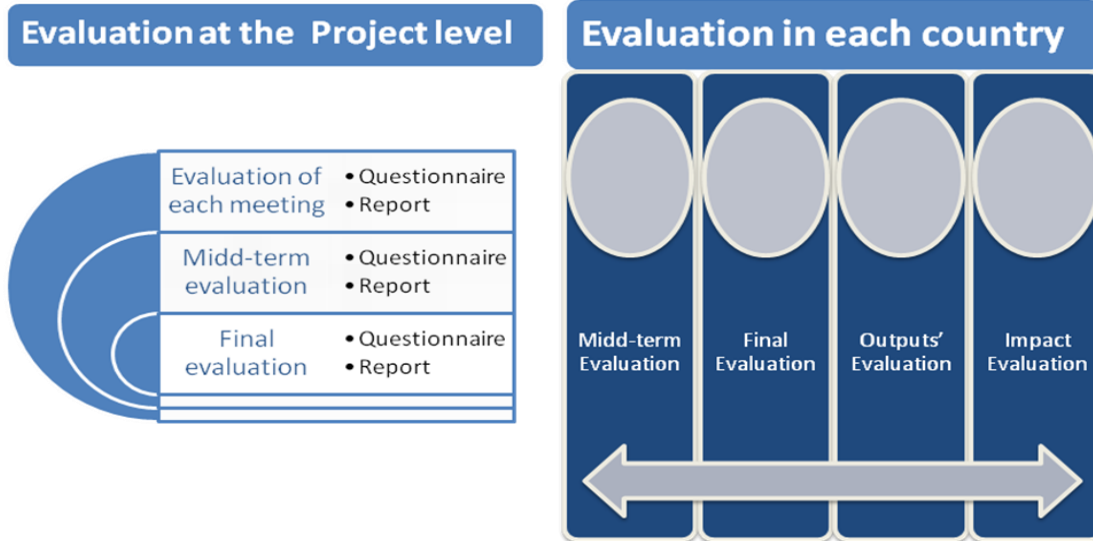 Evaluation at the Project level
Evaluation of
each meeting
• Questionnaire
• Report
Midd-term
evaluation
• Questionnaire
• Report
Final
evaluation
• Questionnaire
• Report
Evaluation in each country
Midd-term
Evaluation
Final
Evaluation
Outputs’
Evaluation
Impact
Evaluation